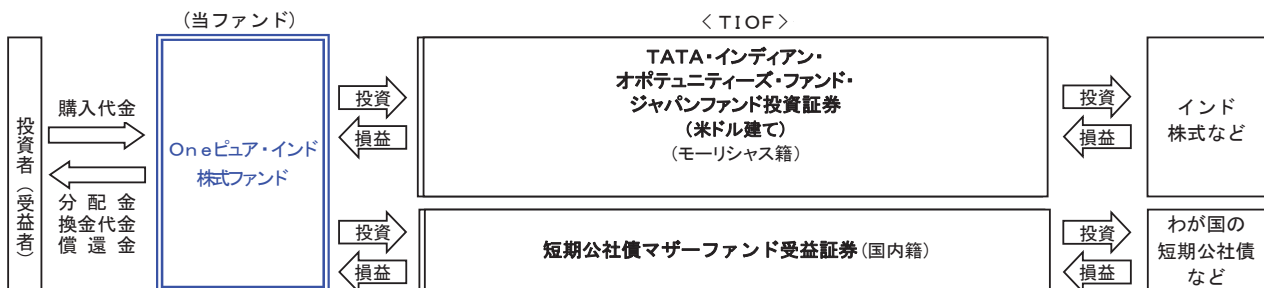 (当ファンド)
＜TIOF＞
投資者(受益者)
購入代金
分配金
換金代金
償還金
Oneピュア・インド
株式ファンド
投資
損益
TATA・インディアン・
オポテュニティーズ・ファンド・
ジャパンファンド投資証券
(米ドル建て)
(モーリシャス籍)
投資
損益
インド
株式など
投資
損益
短期公社債マザーファンド受益証券(国内籍)
投資
損益
わが国の
短期公社債
など